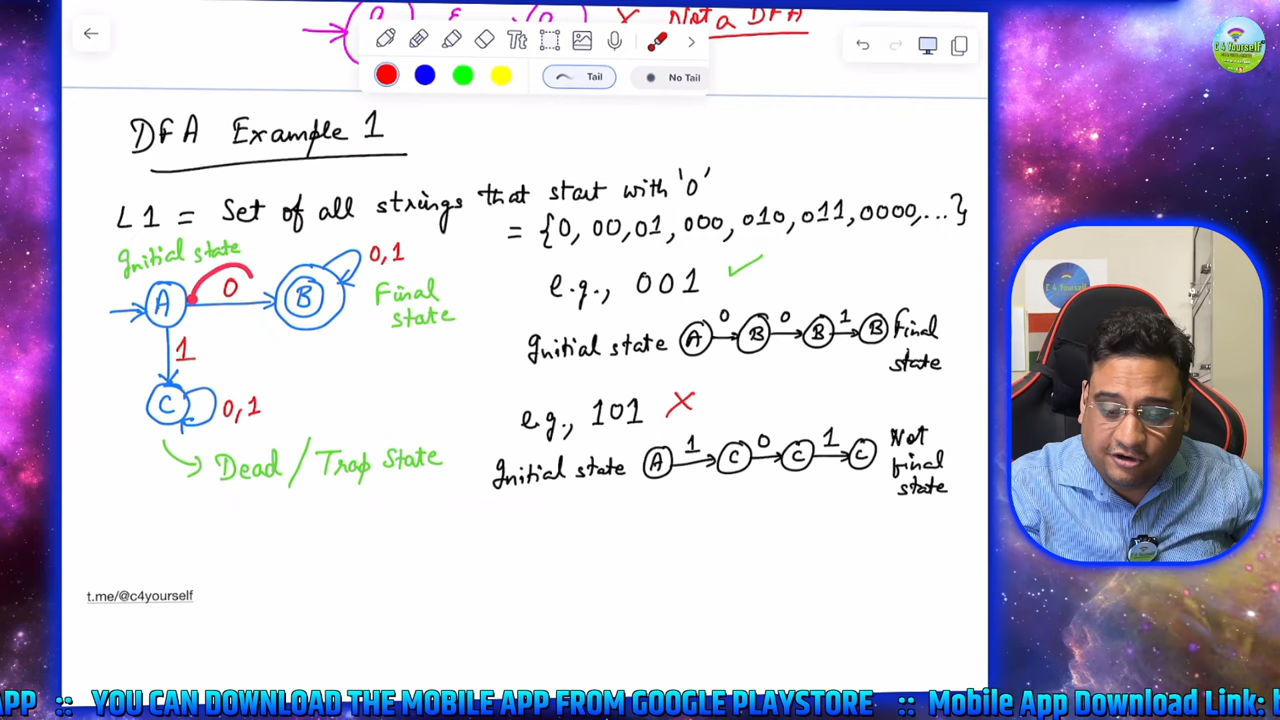 X Not a DFA
Tt
Tail
No Tail
C 4 Yourself
DFA Example 1
L1 = Set of all strings that start with '0'
= {0, 00, 01, 000, 010, 011, 0000, ...}
Initial state
A
0
B
0,1
Final
state
1
C
0,1
Dead / Trap State
e.g., 001
Initial state A 0 B 0 B 1 B Final
state
e.g., 101 X
Initial state A 1 C 0 C 1 C Not
final
state
t.me/@c4yourself
APP :: YOU CAN DOWNLOAD THE MOBILE APP FROM GOOGLE PLAYSTORE :: Mobile App Download Link: